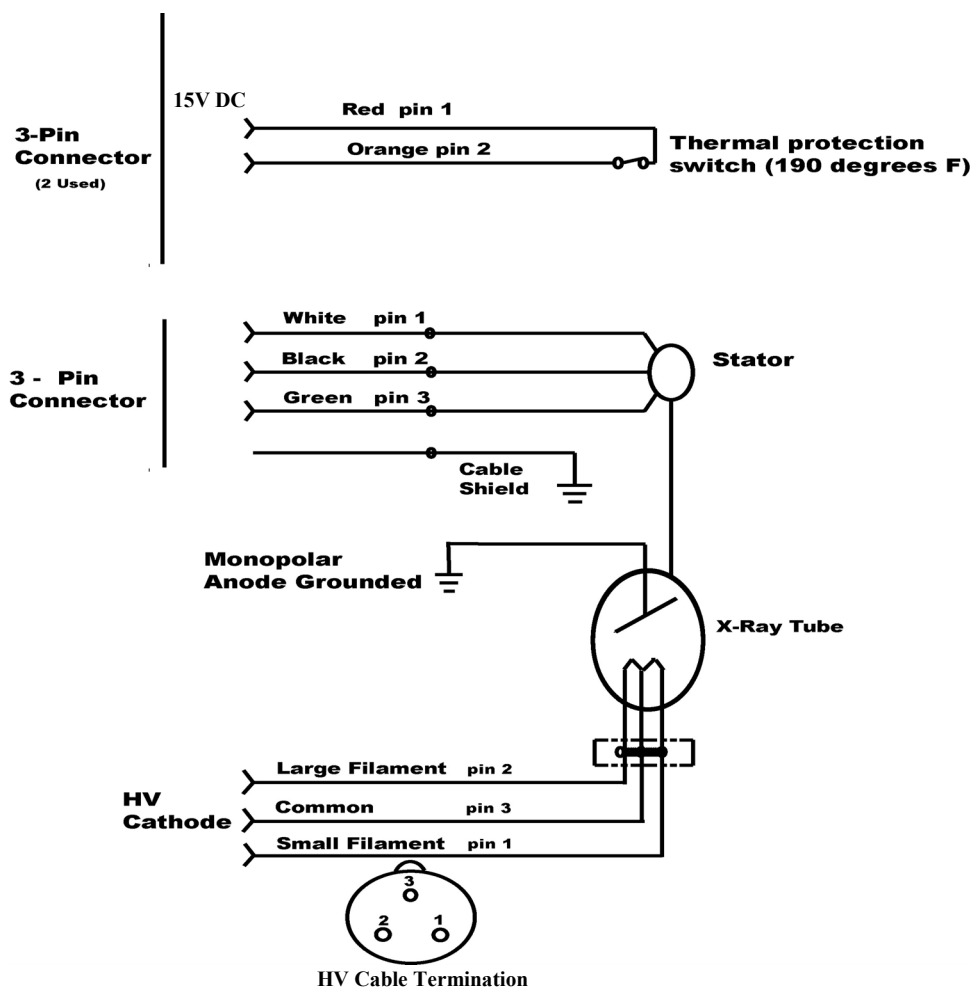 15V DC
Red pin 1
3-Pin
Connector
(2 Used)
Orange pin 2
Thermal protection
switch (190 degrees F)
White pin 1
Black pin 2
Green pin 3
Stator
3 - Pin
Connector
Cable
Shield
Monopolar
Anode Grounded
X-Ray Tube
Large Filament pin 2
HV
Cathode
Common pin 3
Small Filament pin 1
3
2 1
HV Cable Termination